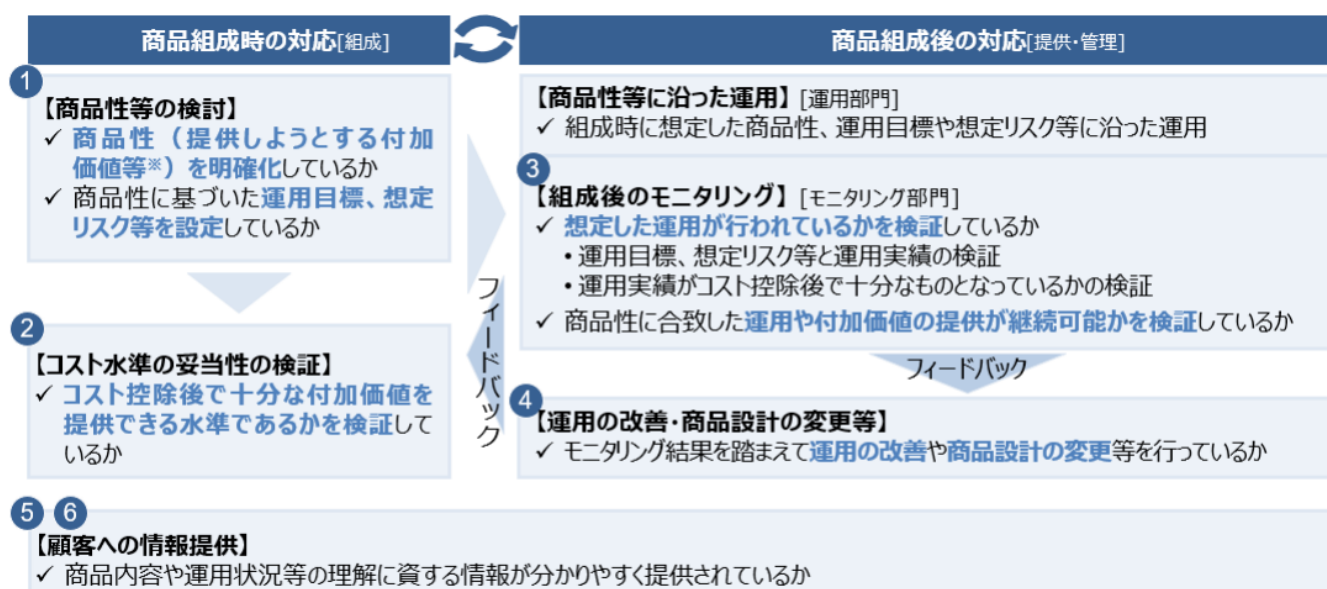 商品組成時の対応[組成]
商品組成後の対応[提供・管理]
1
【商品性等の検討】
✓ 商品性（提供しようとする付加
価値等※）を明確化しているか
✓ 商品性に基づいた運用目標、想定
リスク等を設定しているか
2
【コスト水準の妥当性の検証】
✓ コスト控除後で十分な付加価値を
提供できる水準であるかを検証して
いるか
フィードバック
【商品性等に沿った運用】[運用部門]
✓ 組成時に想定した商品性、運用目標や想定リスク等に沿った運用
3
【組成後のモニタリング】[モニタリング部門]
✓ 想定した運用が行われているかを検証しているか
・運用目標、想定リスク等と運用実績の検証
・運用実績がコスト控除後で十分なものとなっているかの検証
✓ 商品性に合致した運用や付加価値の提供が継続可能かを検証しているか
フィードバック
4
【運用の改善・商品設計の変更等】
✓ モニタリング結果を踏まえて運用の改善や商品設計の変更等を行っているか
5 6
【顧客への情報提供】
✓ 商品内容や運用状況等の理解に資する情報が分かりやすく提供されているか